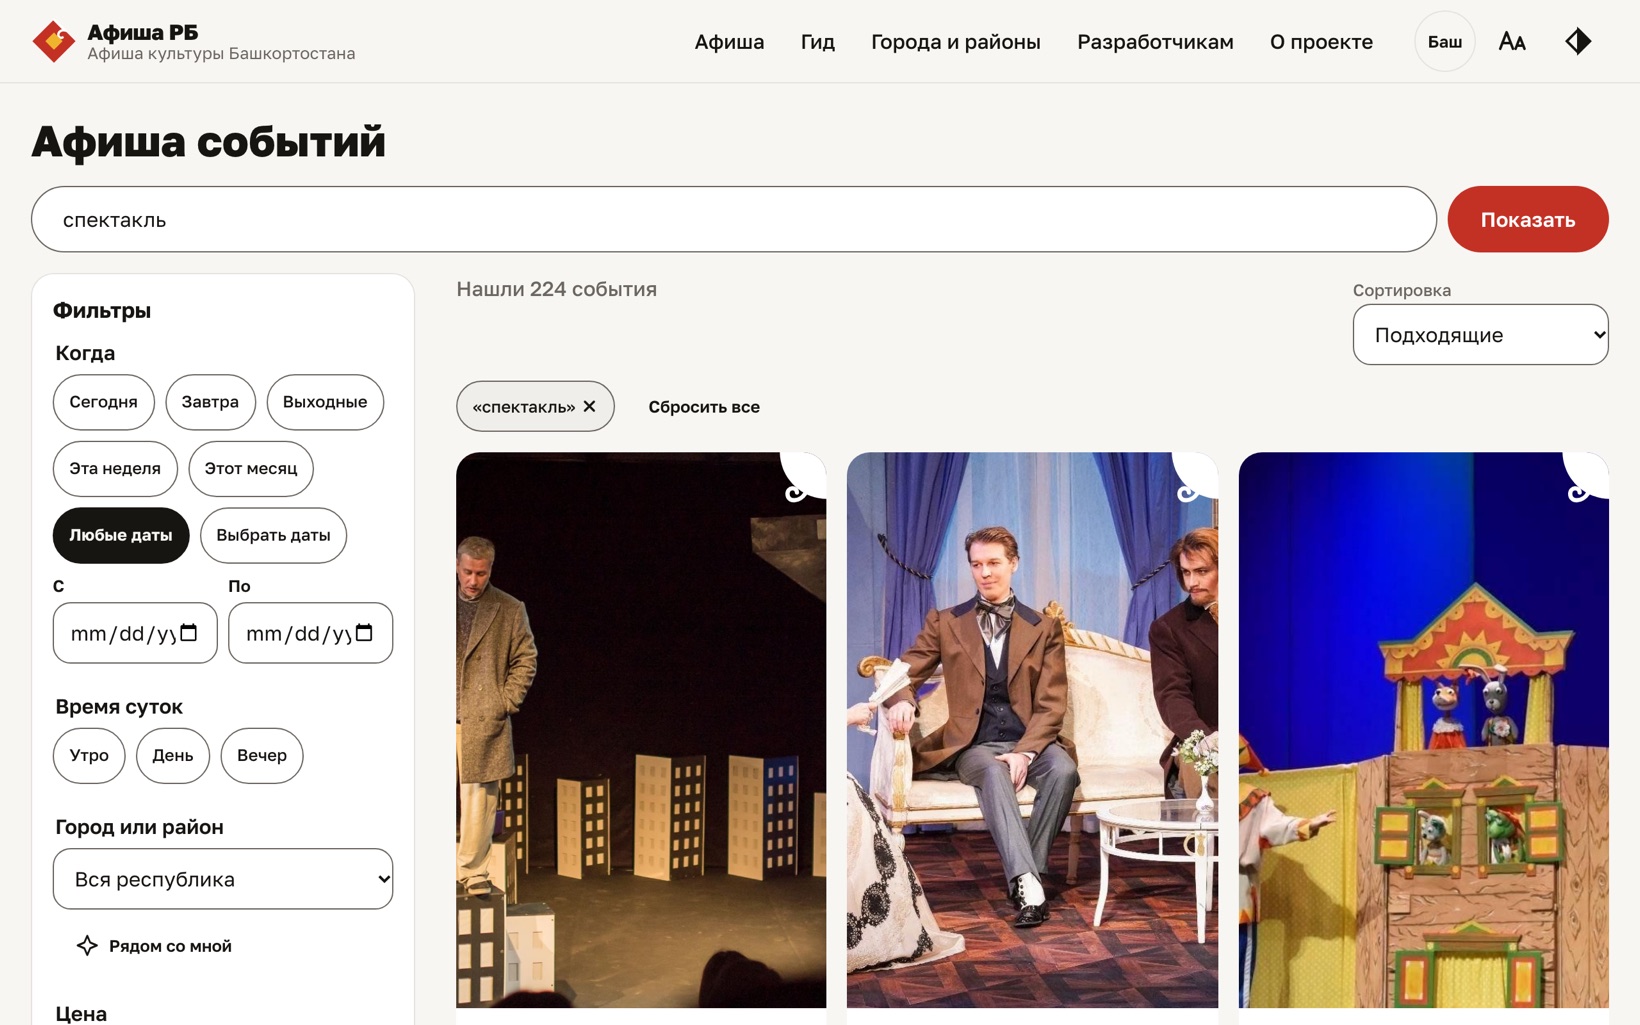 Афиша РБ
Афиша культуры Башкортостана
Афиша
Гид
Города и районы
Разработчикам
О проекте
Баш
АА
Афиша событий
спектакль
Показать
Фильтры
Когда
Сегодня
Завтра
Выходные
Эта неделя
Этот месяц
Любые даты
Выбрать даты
С
По
mm/dd/yy
mm/dd/yy
Время суток
Утро
День
Вечер
Город или район
Вся республика
Рядом со мной
Цена
Нашли 224 события
Сортировка
Подходящие
«спектакль» ✕
Сбросить все